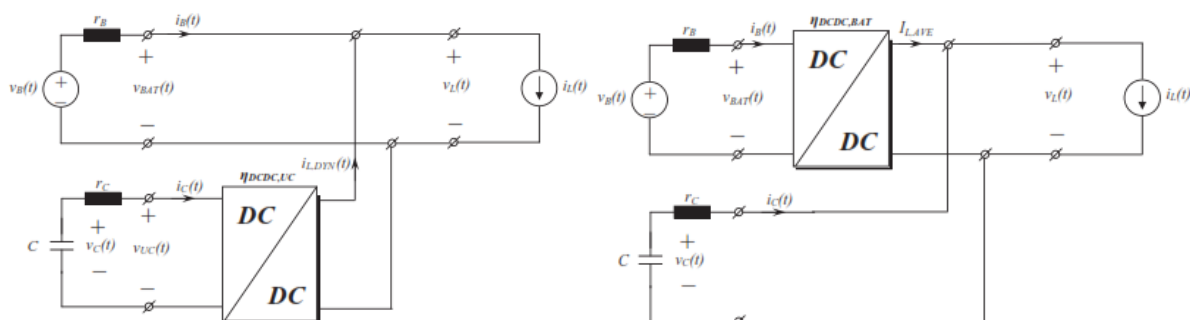 r_B i_B(t)
+ + +
v_B(t) v_BAT(t) v_L(t) i_L(t)
− − −
i_L,DYN(t)
r_C i_C(t) η_DCDC,UC
+ + DC
C v_C(t) v_UC(t)
− − DC
η_DCDC,BAT
r_B i_B(t) I_L,AVE
+ + DC +
v_B(t) v_BAT(t) v_L(t) i_L(t)
− − DC −
r_C i_C(t)
+
C v_C(t)
−